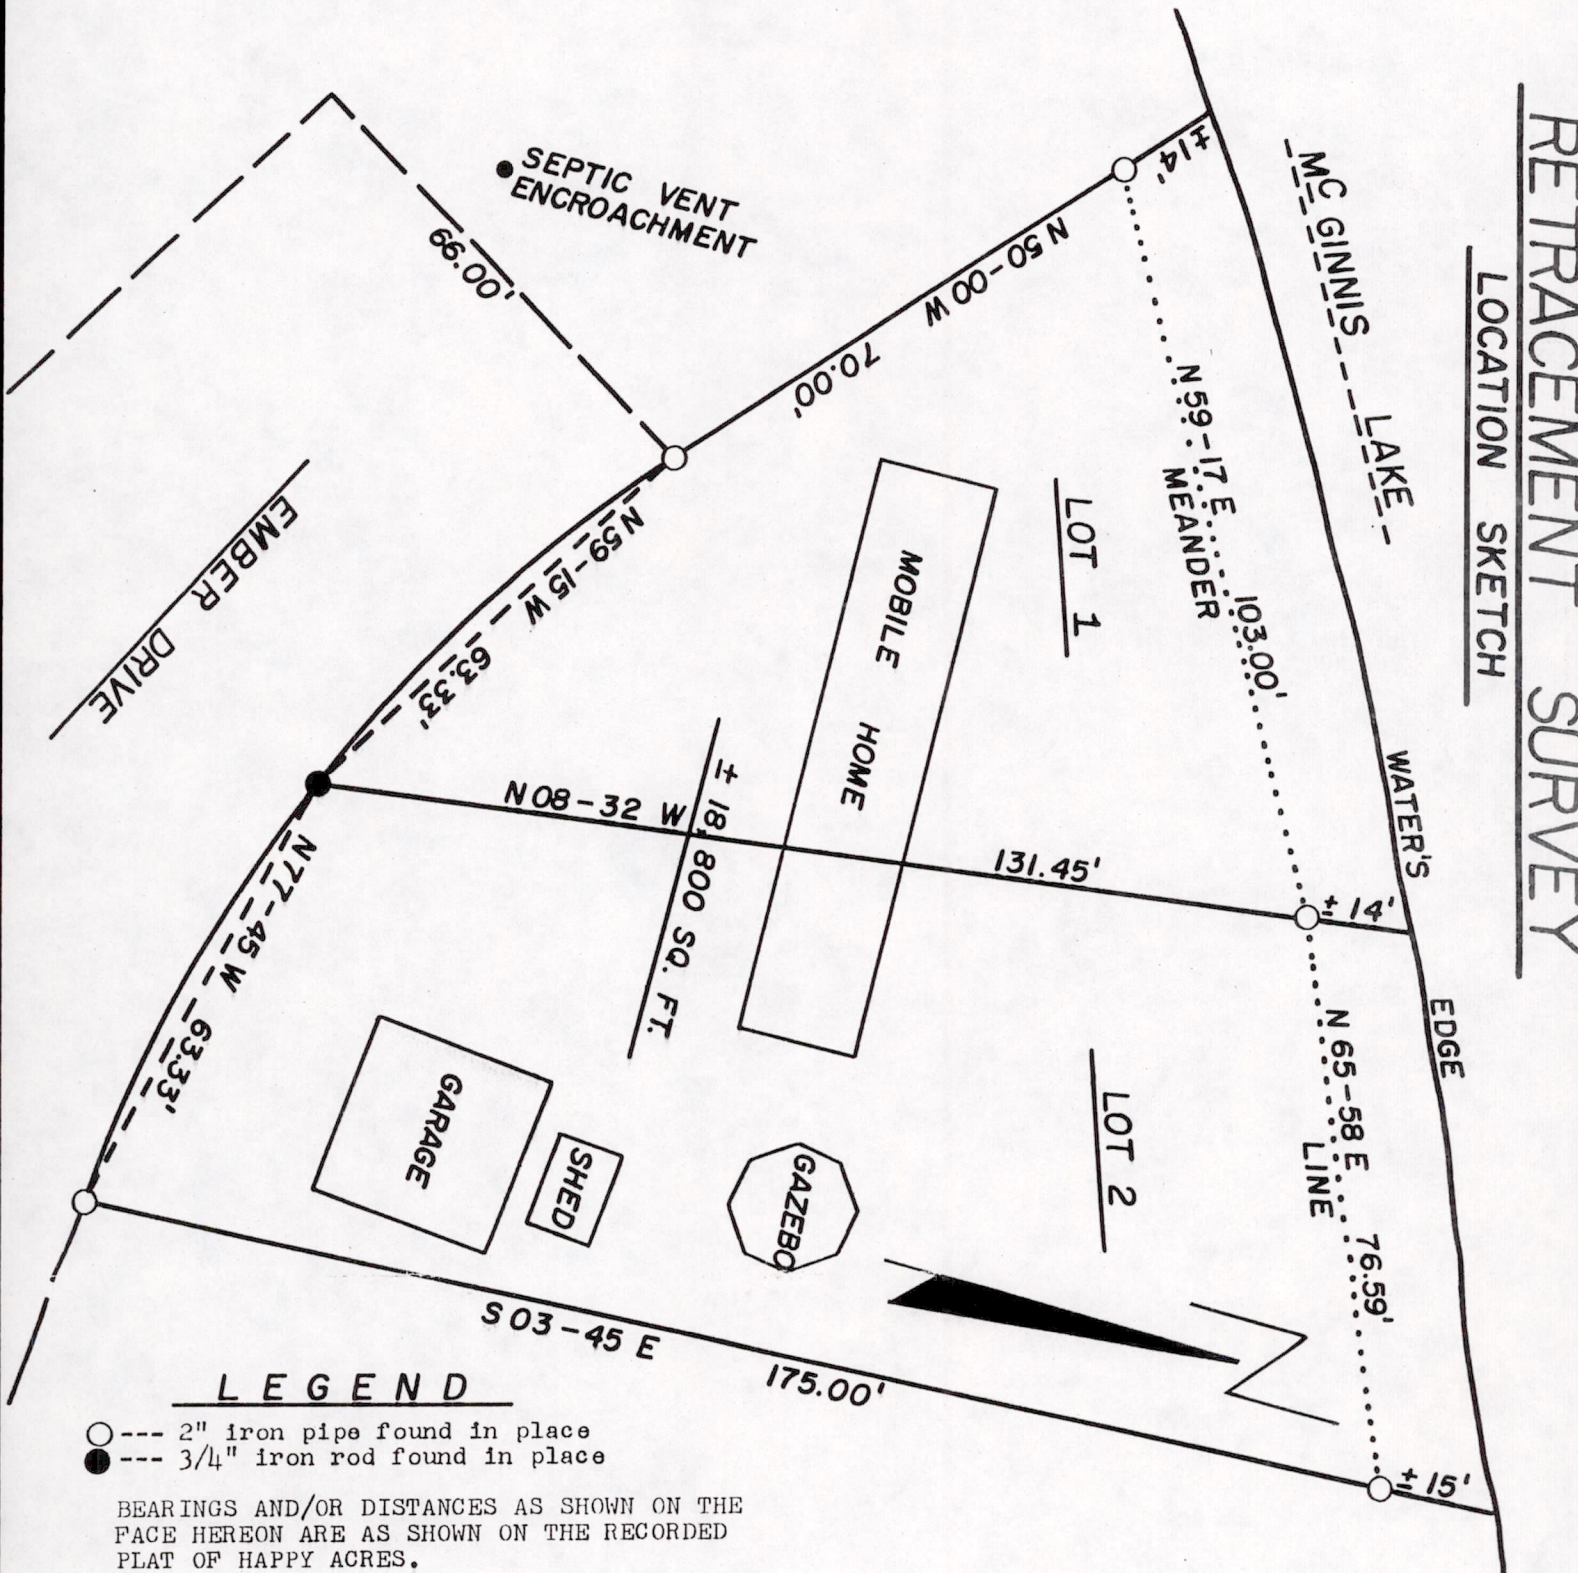 RETRACEMENT SURVEY
LOCATION SKETCH
MC GINNIS LAKE
WATER'S EDGE
SEPTIC VENT
ENCROACHMENT
66.00'
±14'
N 50-00 W
70.00'
N 59-17 E 103.00'
MEANDER LINE
LOT 1
MOBILE HOME
EMBER DRIVE
N 59-15 W 63.33'
± 18,800 SQ. FT.
N 08-32 W 131.45'
± 14'
N 77-45 W 63.33'
N 65-58 E 76.59'
LOT 2
GARAGE
SHED
GAZEBO
N
S 03-45 E 175.00'
± 15'
LEGEND
--- 2" iron pipe found in place
--- 3/4" iron rod found in place
BEARINGS AND/OR DISTANCES AS SHOWN ON THE
FACE HEREON ARE AS SHOWN ON THE RECORDED
PLAT OF HAPPY ACRES.